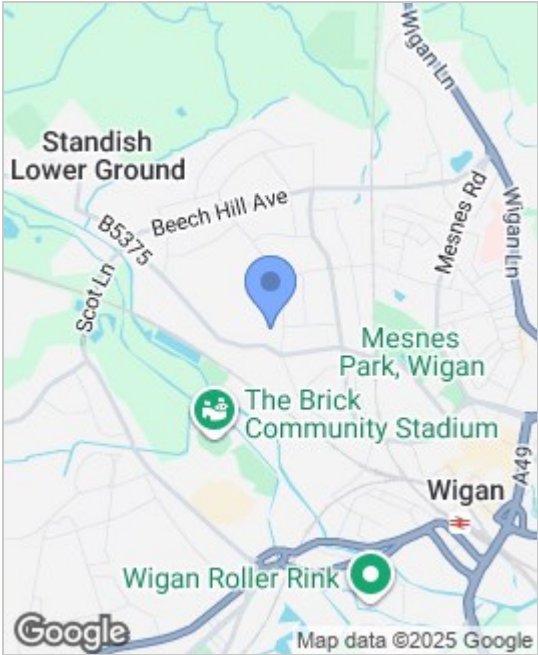 Wigan Ln
Standish
Lower Ground
Beech Hill Ave
Mesnes Rd
Wigan Ln
B5375
Scot Ln
Mesnes
Park, Wigan
The Brick
Community Stadium
A49
Wigan
Wigan Roller Rink
Google
Map data ©2025 Google